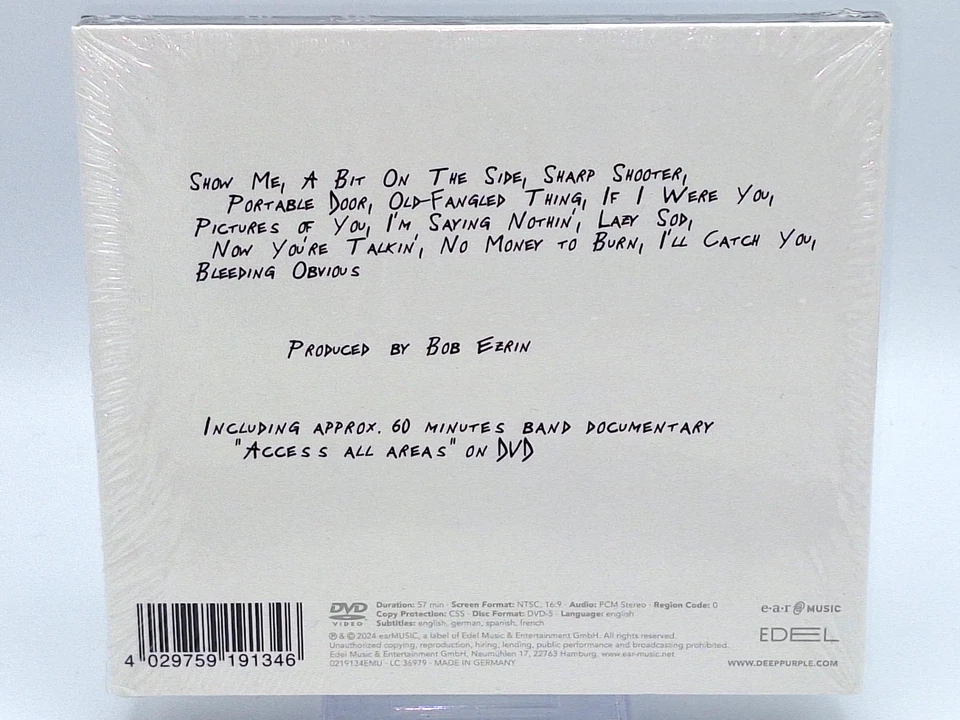 Show Me, A Bit On The Side, Sharp Shooter,
Portable Door, Old-Fangled Thing, If I Were You,
Pictures of You, I'm Saying Nothin', Lazy Sod,
Now You're Talkin', No Money to Burn, I'll Catch You,
Bleeding Obvious
Produced by Bob Ezrin
Including approx. 60 minutes band documentary
"Access all areas" on DVD
4 029759 191346
DVD VIDEO
Duration: 57 min · Screen Format: NTSC, 16:9 · Audio: PCM Stereo · Region Code: 0
Copy Protection: CSS · Disc Format: DVD-5 · Language: english
Subtitles: english, german, spanish, french
℗ & © 2024 earMUSIC, a label of Edel Music & Entertainment GmbH. All rights reserved.
Unauthorized copying, reproduction, hiring, lending, public performance and broadcasting prohibited.
Edel Music & Entertainment GmbH, Neumühlen 17, 22763 Hamburg, www.ear-music.net
0219134EMU · LC 36979 · MADE IN GERMANY
e·a·r MUSIC
EDEL
WWW.DEEPPURPLE.COM